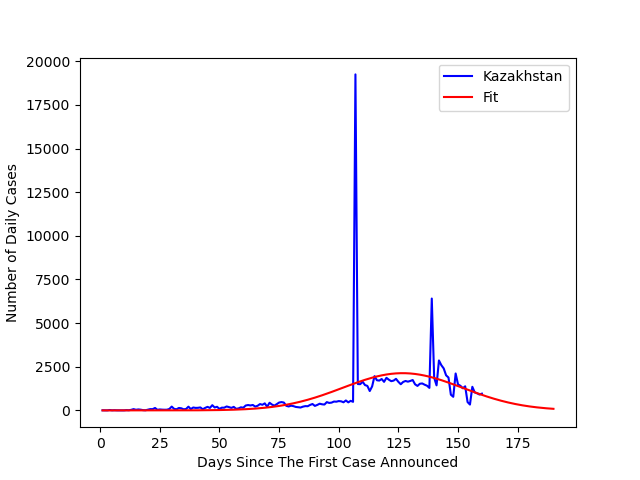 20000
17500
15000
12500
10000
7500
5000
2500
0
Number of Daily Cases
Kazakhstan
Fit
0 25 50 75 100 125 150 175
Days Since The First Case Announced